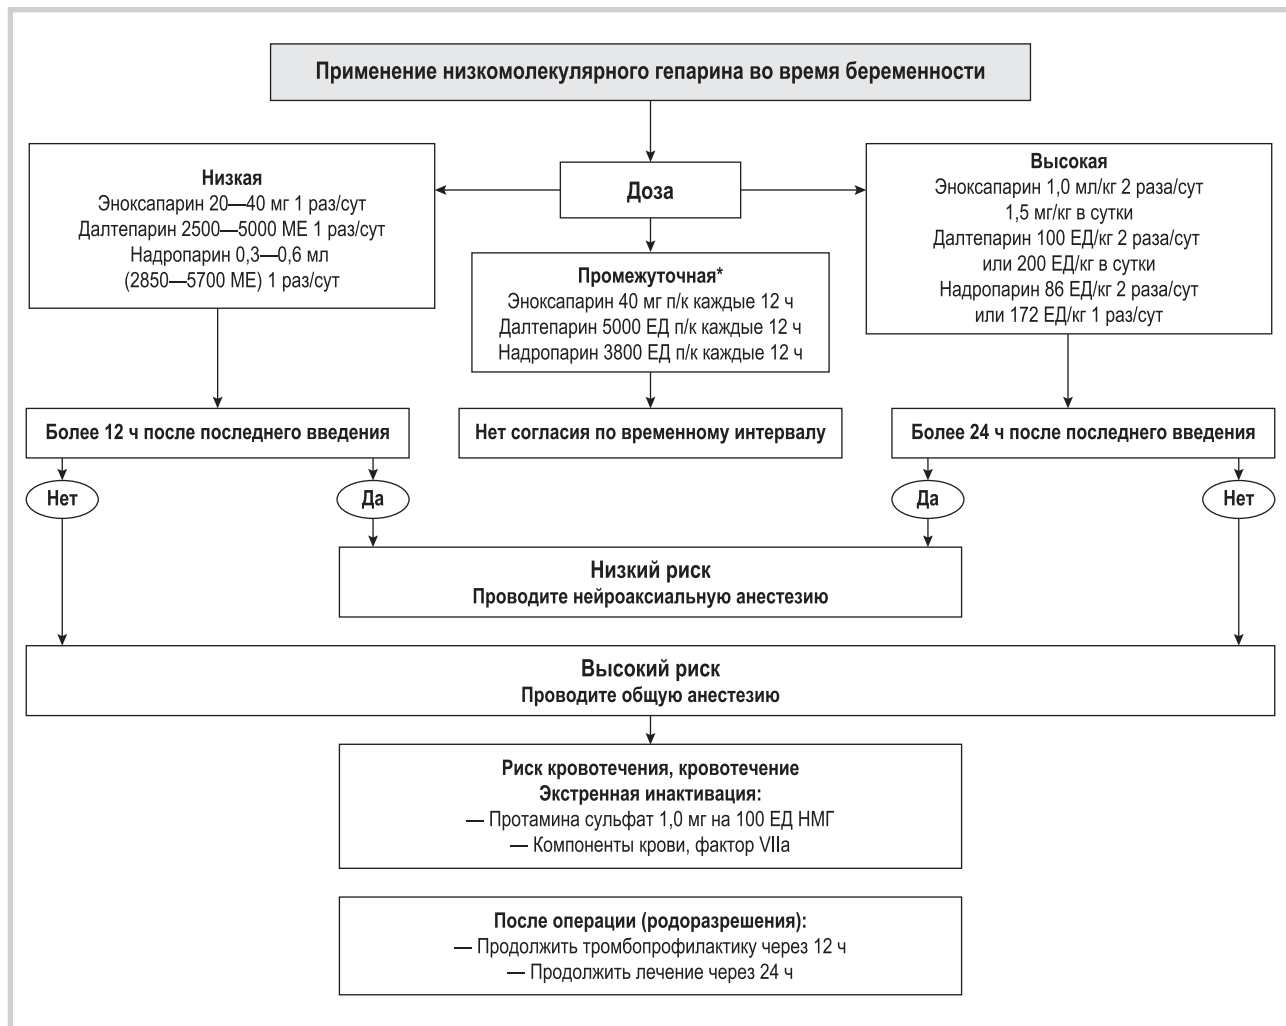 Применение низкомолекулярного гепарина во время беременности
Низкая
Эноксапарин 20—40 мг 1 раз/сут
Далтепарин 2500—5000 МЕ 1 раз/сут
Надропарин 0,3—0,6 мл
(2850—5700 МЕ) 1 раз/сут
Доза
Высокая
Эноксапарин 1,0 мл/кг 2 раза/сут
1,5 мг/кг в сутки
Далтепарин 100 ЕД/кг 2 раза/сут
или 200 ЕД/кг в сутки
Надропарин 86 ЕД/кг 2 раза/сут
или 172 ЕД/кг 1 раз/сут
Промежуточная*
Эноксапарин 40 мг п/к каждые 12 ч
Далтепарин 5000 ЕД п/к каждые 12 ч
Надропарин 3800 ЕД п/к каждые 12 ч
Более 12 ч после последнего введения
Нет согласия по временному интервалу
Более 24 ч после последнего введения
Нет
Да
Да
Нет
Низкий риск
Проводите нейроаксиальную анестезию
Высокий риск
Проводите общую анестезию
Риск кровотечения, кровотечение
Экстренная инактивация:
— Протамина сульфат 1,0 мг на 100 ЕД НМГ
— Компоненты крови, фактор VIIa
После операции (родоразрешения):
— Продолжить тромбопрофилактику через 12 ч
— Продолжить лечение через 24 ч